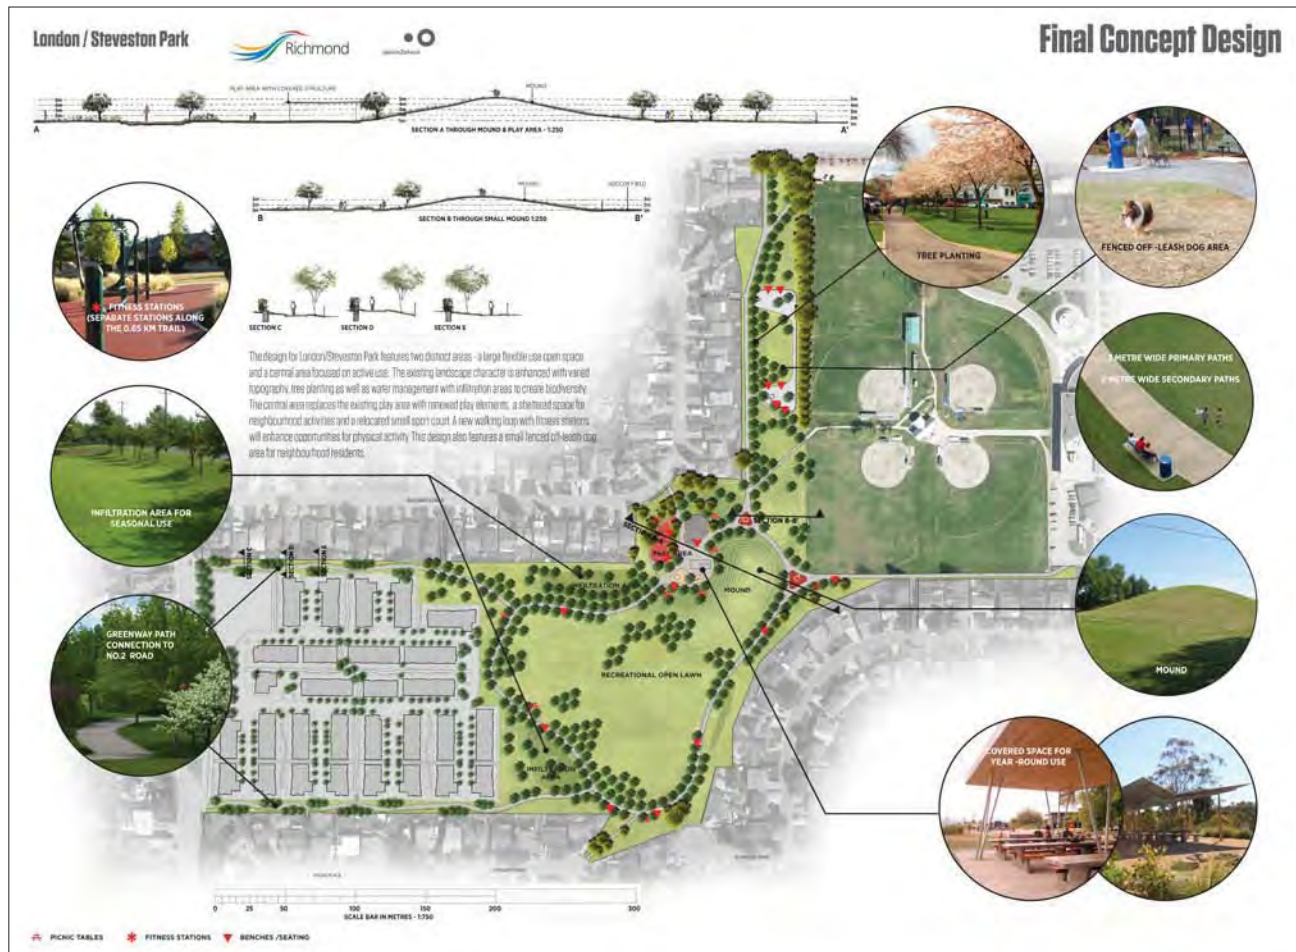 London / Steveston Park
Richmond
Final Concept Design
PLAY AREA WITH COVERED STRUCTURE
MOUND
A
A'
SECTION A THROUGH MOUND & PLAY AREA - 1:250
MOUND
SOCCER FIELD
B
B'
SECTION B THROUGH SMALL MOUND 1:250
SECTION C
SECTION D
SECTION E
The design for London/Steveston Park features two distinct areas - a large flexible use open space
and a central area focused on active use. The existing landscape character is enhanced with varied
topography, tree planting as well as water management with infiltration areas to create biodiversity.
The central area replaces the existing play area with renewed play elements, a sheltered space for
neighbourhood activities and a relocated small sport court. A new walking loop with fitness stations
will enhance opportunities for physical activity. This design also features a small fenced off-leash dog
area for neighbourhood residents.
FITNESS STATIONS
(SEPARATE STATIONS ALONG
THE 0.65 KM TRAIL)
INFILTRATION AREA FOR
SEASONAL USE
GREENWAY PATH
CONNECTION TO
NO.2 ROAD
TREE PLANTING
FENCED OFF -LEASH DOG AREA
3 METRE WIDE PRIMARY PATHS
2 METRE WIDE SECONDARY PATHS
MOUND
COVERED SPACE FOR
YEAR -ROUND USE
SECTION C
SECTION D
SECTION E
SECTION B-B'
PLAY AREA
INFILTRATION
MOUND
RECREATIONAL OPEN LAWN
INFILTRATION
0 25 50 100 150 200 300
SCALE BAR IN METRES - 1:750
PICNIC TABLES
FITNESS STATIONS
BENCHES /SEATING